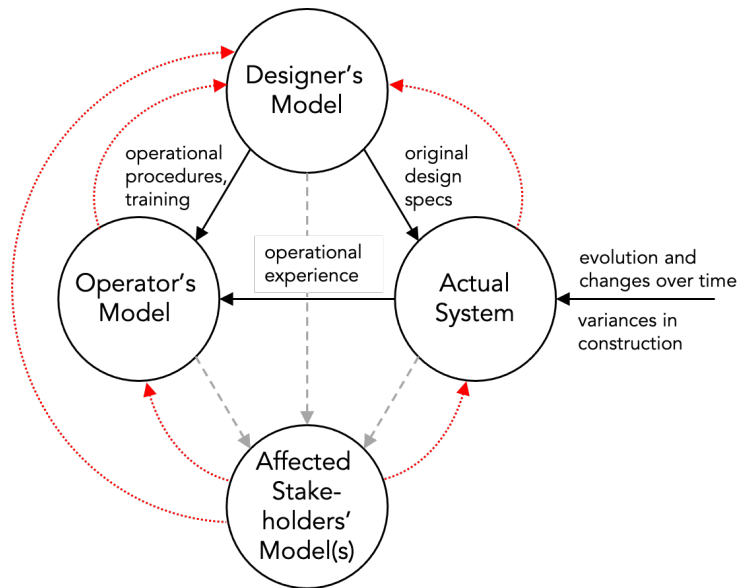 Designer's
Model
operational
procedures,
training
original
design
specs
operational
experience
Operator's
Model
Actual
System
evolution and
changes over time
variances in
construction
Affected
Stake-
holders'
Model(s)